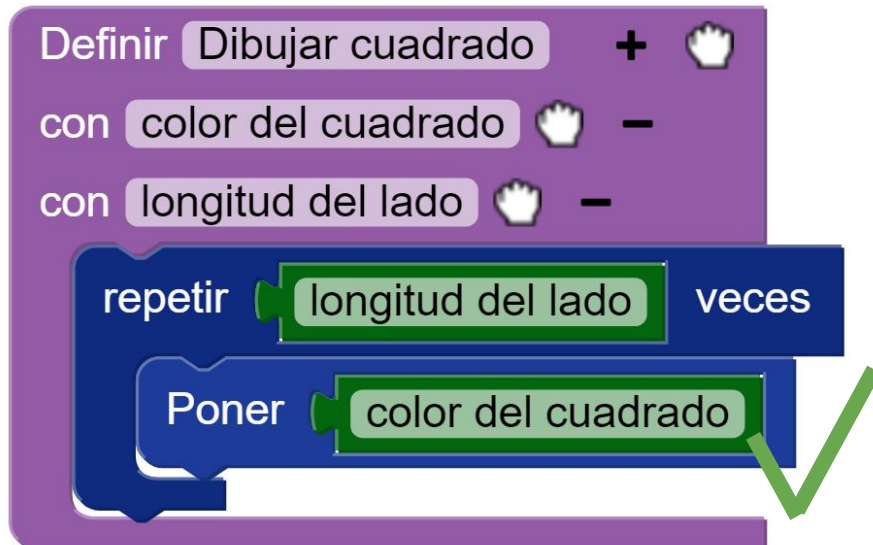 Definir Dibujar cuadrado +
con color del cuadrado −
con longitud del lado −
repetir longitud del lado veces
Poner color del cuadrado